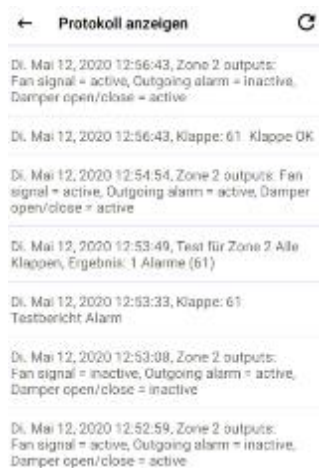 Protokoll anzeigen
Di. Mai 12, 2020 12:56:43, Zone 2 outputs:
Fan signal = active, Outgoing alarm = inactive,
Damper open/close = active
Di. Mai 12, 2020 12:56:43, Klappe: 61 Klappe OK
Di. Mai 12, 2020 12:54:54, Zone 2 outputs: Fan
signal = active, Outgoing alarm = active, Damper
open/close = active
Di. Mai 12, 2020 12:53:49, Test für Zone 2 Alle
Klappen, Ergebnis: 1 Alarme (61)
Di. Mai 12, 2020 12:53:33, Klappe: 61
Testbericht Alarm
Di. Mai 12, 2020 12:53:08, Zone 2 outputs:
Fan signal = inactive, Outgoing alarm = active,
Damper open/close = inactive
Di. Mai 12, 2020 12:52:59, Zone 2 outputs:
Fan signal = active, Outgoing alarm = inactive,
Damper open/close = active